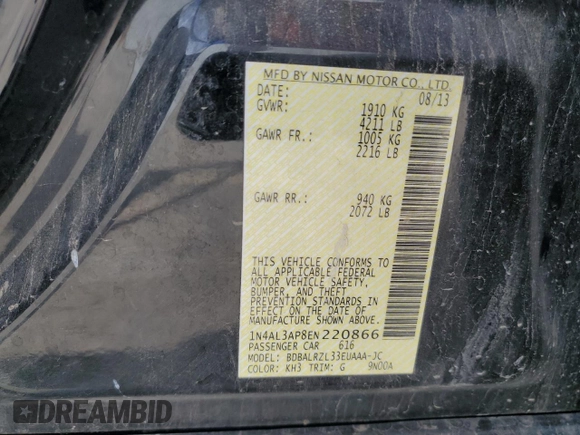 MFD BY NISSAN MOTOR CO., LTD.
DATE: 08/13
GVWR: 1910 KG
4211 LB
GAWR FR.: 1005 KG
2216 LB
GAWR RR.: 940 KG
2072 LB
THIS VEHICLE CONFORMS TO
ALL APPLICABLE FEDERAL
MOTOR VEHICLE SAFETY,
BUMPER, AND THEFT
PREVENTION STANDARDS IN
EFFECT ON THE DATE OF
MANUFACTURE SHOWN ABOVE.
1N4AL3AP8EN220866
PASSENGER CAR 616
MODEL: BDBALRZL33EUAAA-JC
COLOR: KH3 TRIM: G 9N00A
DREAMBID